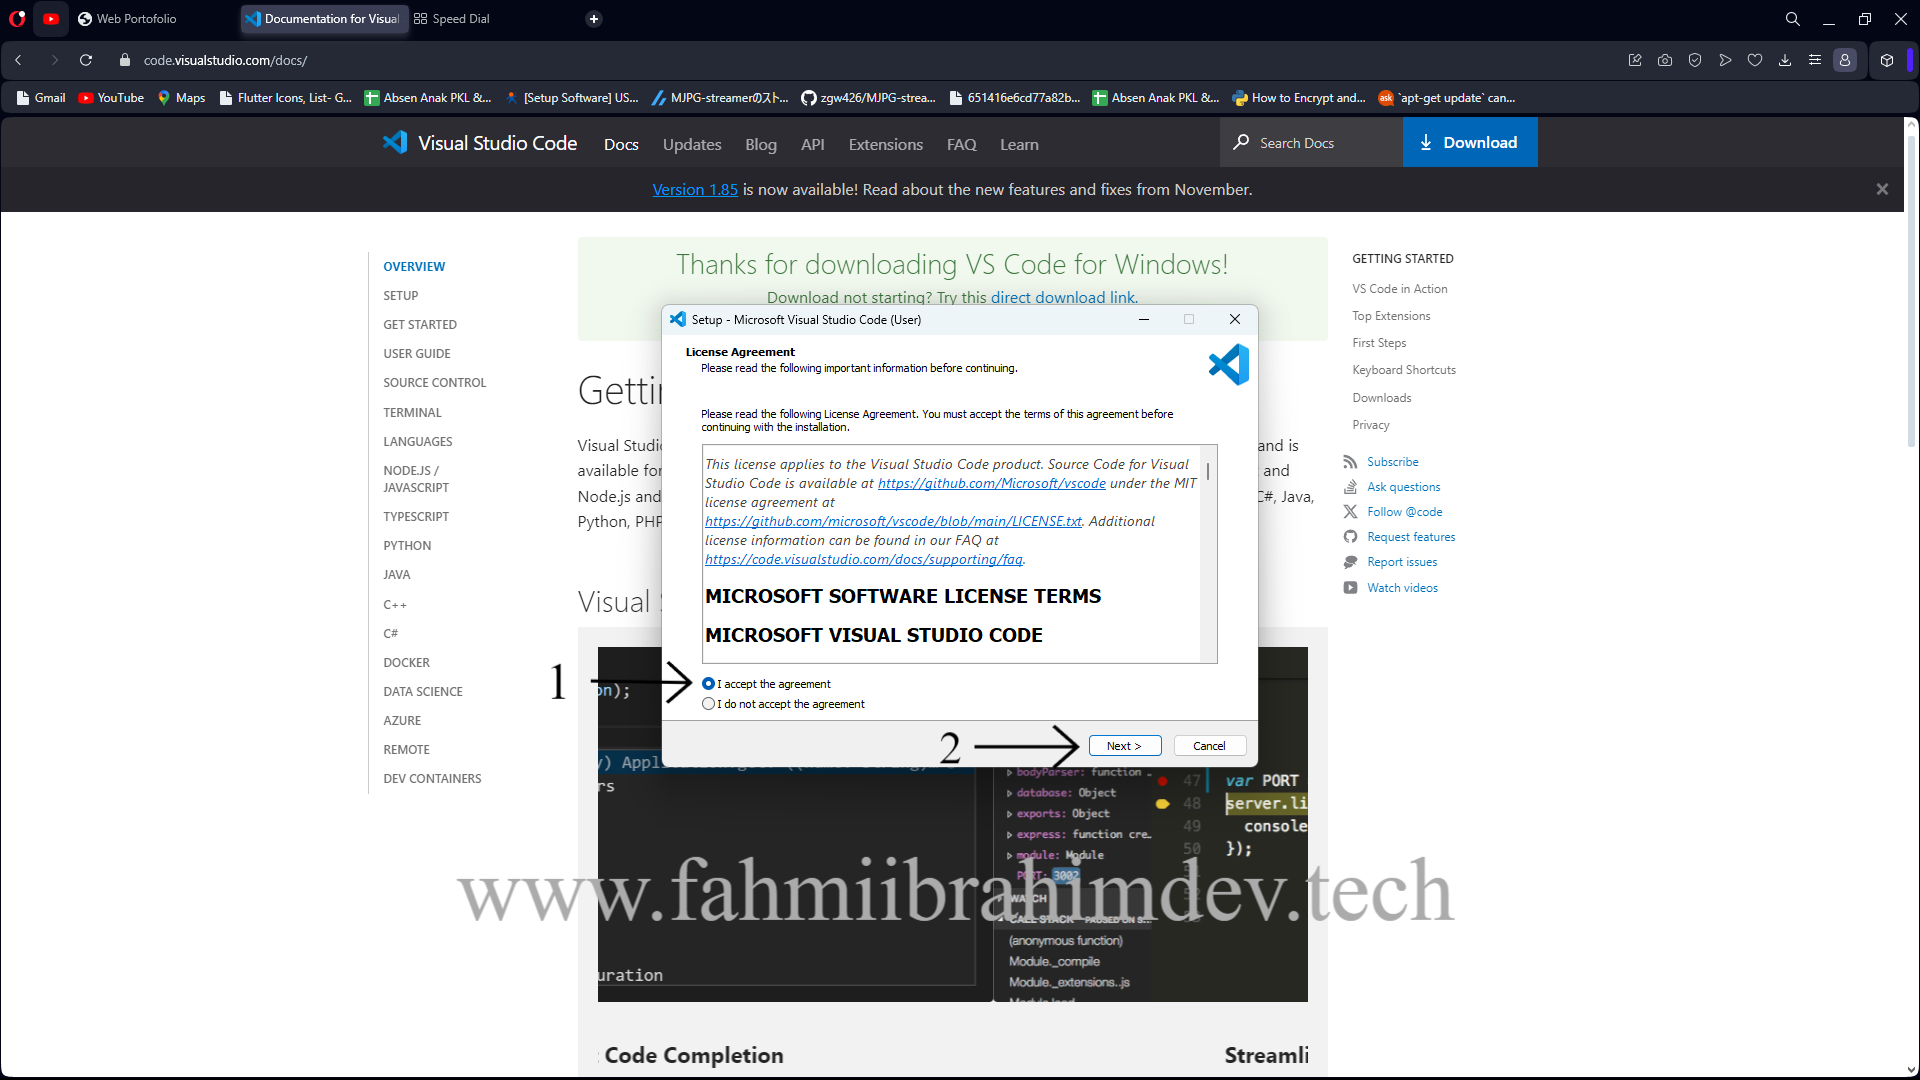 Web Portofolio
Documentation for Visual
Speed Dial
code.visualstudio.com/docs/
Gmail
YouTube
Maps
Flutter Icons, List- G...
Absen Anak PKL &...
[Setup Software] US...
MJPG-streamerのスト...
zgw426/MJPG-strea...
651416e6cd77a82b...
Absen Anak PKL &...
How to Encrypt and...
ask
`apt-get update` can...
Visual Studio Code
Docs
Updates
Blog
API
Extensions
FAQ
Learn
Search Docs
Download
Version 1.85 is now available! Read about the new features and fixes from November.
OVERVIEW
SETUP
GET STARTED
USER GUIDE
SOURCE CONTROL
TERMINAL
LANGUAGES
NODE.JS /
JAVASCRIPT
TYPESCRIPT
PYTHON
JAVA
C++
C#
DOCKER
DATA SCIENCE
AZURE
REMOTE
DEV CONTAINERS
Thanks for downloading VS Code for Windows!
Download not starting? Try this direct download link.
Visual Studi
and is
available for
and
Node.js and
C#, Java,
Python, PHP
Visual
Setup - Microsoft Visual Studio Code (User)
License Agreement
Please read the following important information before continuing.
Please read the following License Agreement. You must accept the terms of this agreement before
continuing with the installation.
This license applies to the Visual Studio Code product. Source Code for Visual
Studio Code is available at https://github.com/Microsoft/vscode under the MIT
license agreement at
https://github.com/microsoft/vscode/blob/main/LICENSE.txt. Additional
license information can be found in our FAQ at
https://code.visualstudio.com/docs/supporting/faq.
MICROSOFT SOFTWARE LICENSE TERMS
MICROSOFT VISUAL STUDIO CODE
1
I accept the agreement
I do not accept the agreement
2
Next >
Cancel
on);
rs
uration
bodyParser: function
database: Object
exports: Object
express: function cre…
module: Module
PORT: 3002
WATCH
CALL STACK PAUSED ON S…
(anonymous function)
Module._compile
Module._extensions..js
47 var PORT
48 server.li
49 console
50 });
www.fahmiibrahimdev.tech
Code Completion
Streamli
GETTING STARTED
VS Code in Action
Top Extensions
First Steps
Keyboard Shortcuts
Downloads
Privacy
Subscribe
Ask questions
Follow @code
Request features
Report issues
Watch videos